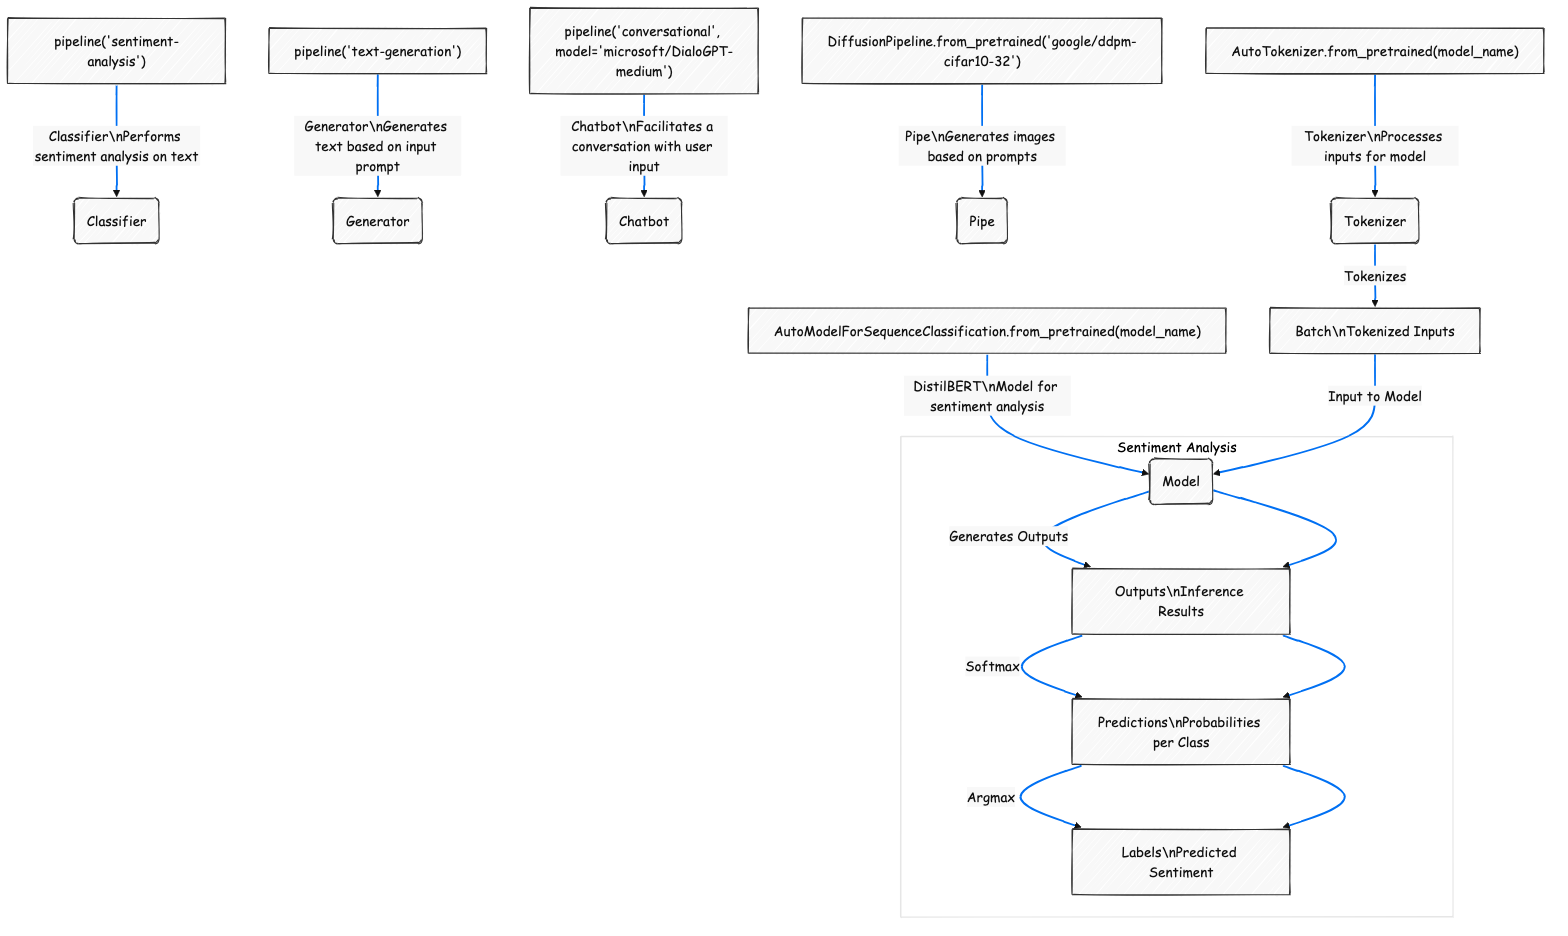 pipeline('sentiment-
analysis')
pipeline('text-generation')
pipeline('conversational',
model='microsoft/DialoGPT-
medium')
DiffusionPipeline.from_pretrained('google/ddpm-
cifar10-32')
AutoTokenizer.from_pretrained(model_name)
Classifier\nPerforms
sentiment analysis on text
Generator\nGenerates
text based on input
prompt
Chatbot\nFacilitates a
conversation with user
input
Pipe\nGenerates images
based on prompts
Tokenizer\nProcesses
inputs for model
Classifier
Generator
Chatbot
Pipe
Tokenizer
Tokenizes
AutoModelForSequenceClassification.from_pretrained(model_name)
Batch\nTokenized Inputs
DistilBERT\nModel for
sentiment analysis
Input to Model
Sentiment Analysis
Model
Generates Outputs
Outputs\nInference
Results
Softmax
Predictions\nProbabilities
per Class
Argmax
Labels\nPredicted
Sentiment